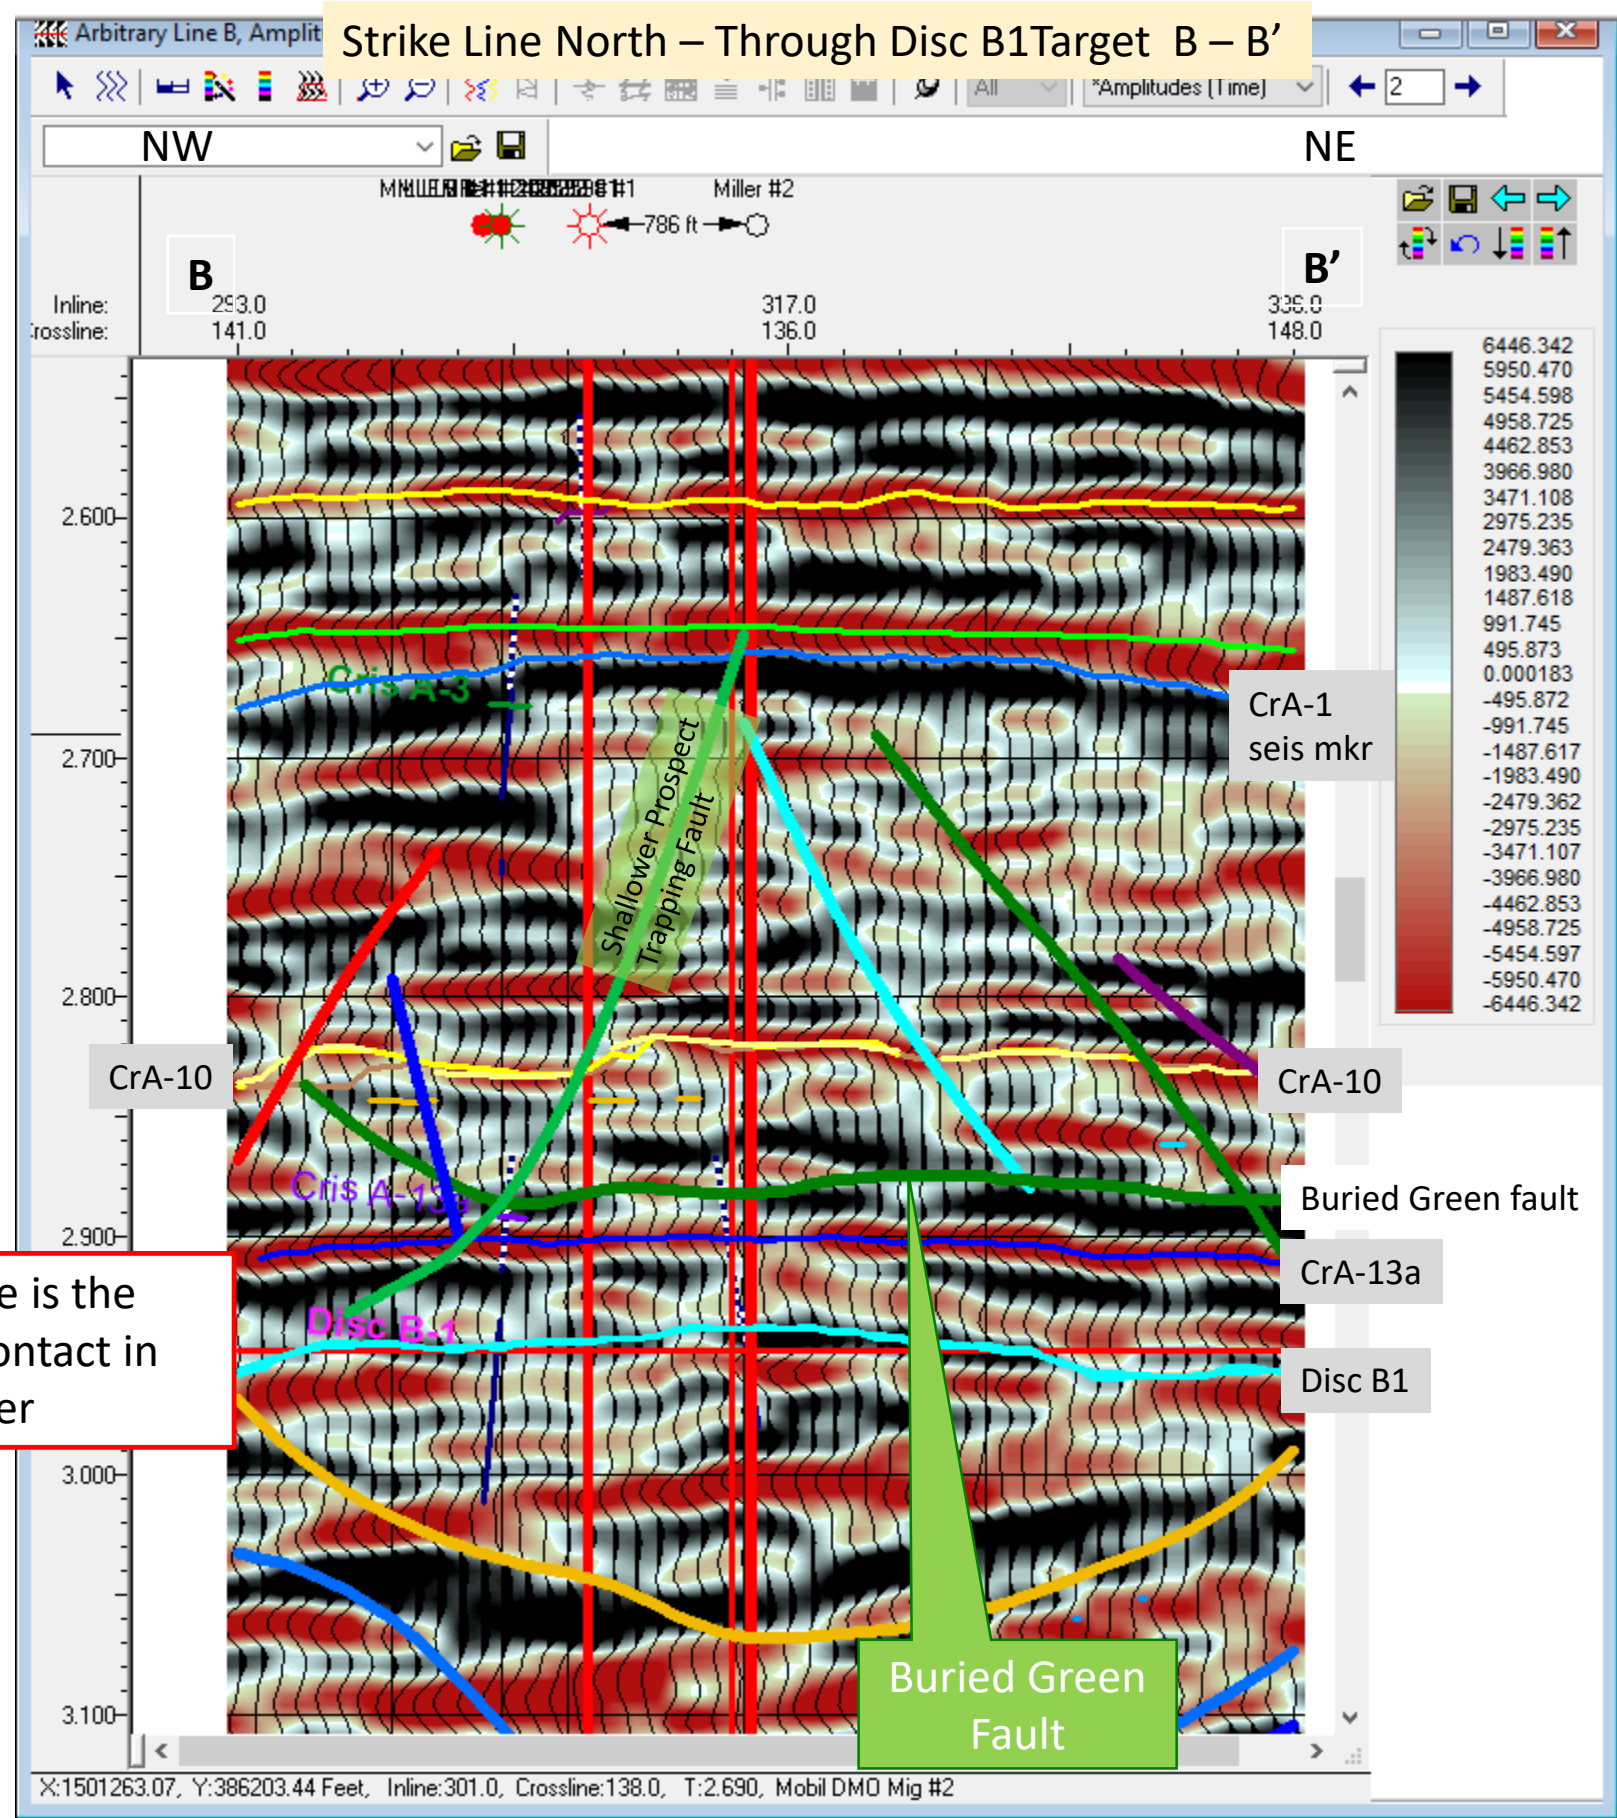 Strike Line North – Through Disc B1Target  B – B’
Arbitrary Line B, Amplit
All
*Amplitudes (Time)
2
NW
NE
#1
Miller #2
786 ft
B
B’
Inline:
293.0
317.0
336.0
rossline:
141.0
136.0
148.0
6446.342
5950.470
5454.598
4958.725
4462.853
3966.980
3471.108
2975.235
2479.363
1983.490
1487.618
991.745
495.873
0.000183
-495.872
-991.745
-1487.617
-1983.490
-2479.362
-2975.235
-3471.107
-3966.980
-4462.853
-4958.725
-5454.597
-5950.470
-6446.342
2.600
2.700
2.800
2.900
3.000
3.100
Cris A-3
CrA-1
seis mkr
Shallower Prospect
Trapping Fault
CrA-10
CrA-10
Cris A-13a
Buried Green fault
CrA-13a
e is the
ontact in
er
Disc B-1
Disc B1
Buried Green
Fault
X:1501263.07, Y:386203.44 Feet, Inline:301.0, Crossline:138.0, T:2.690, Mobil DMO Mig #2